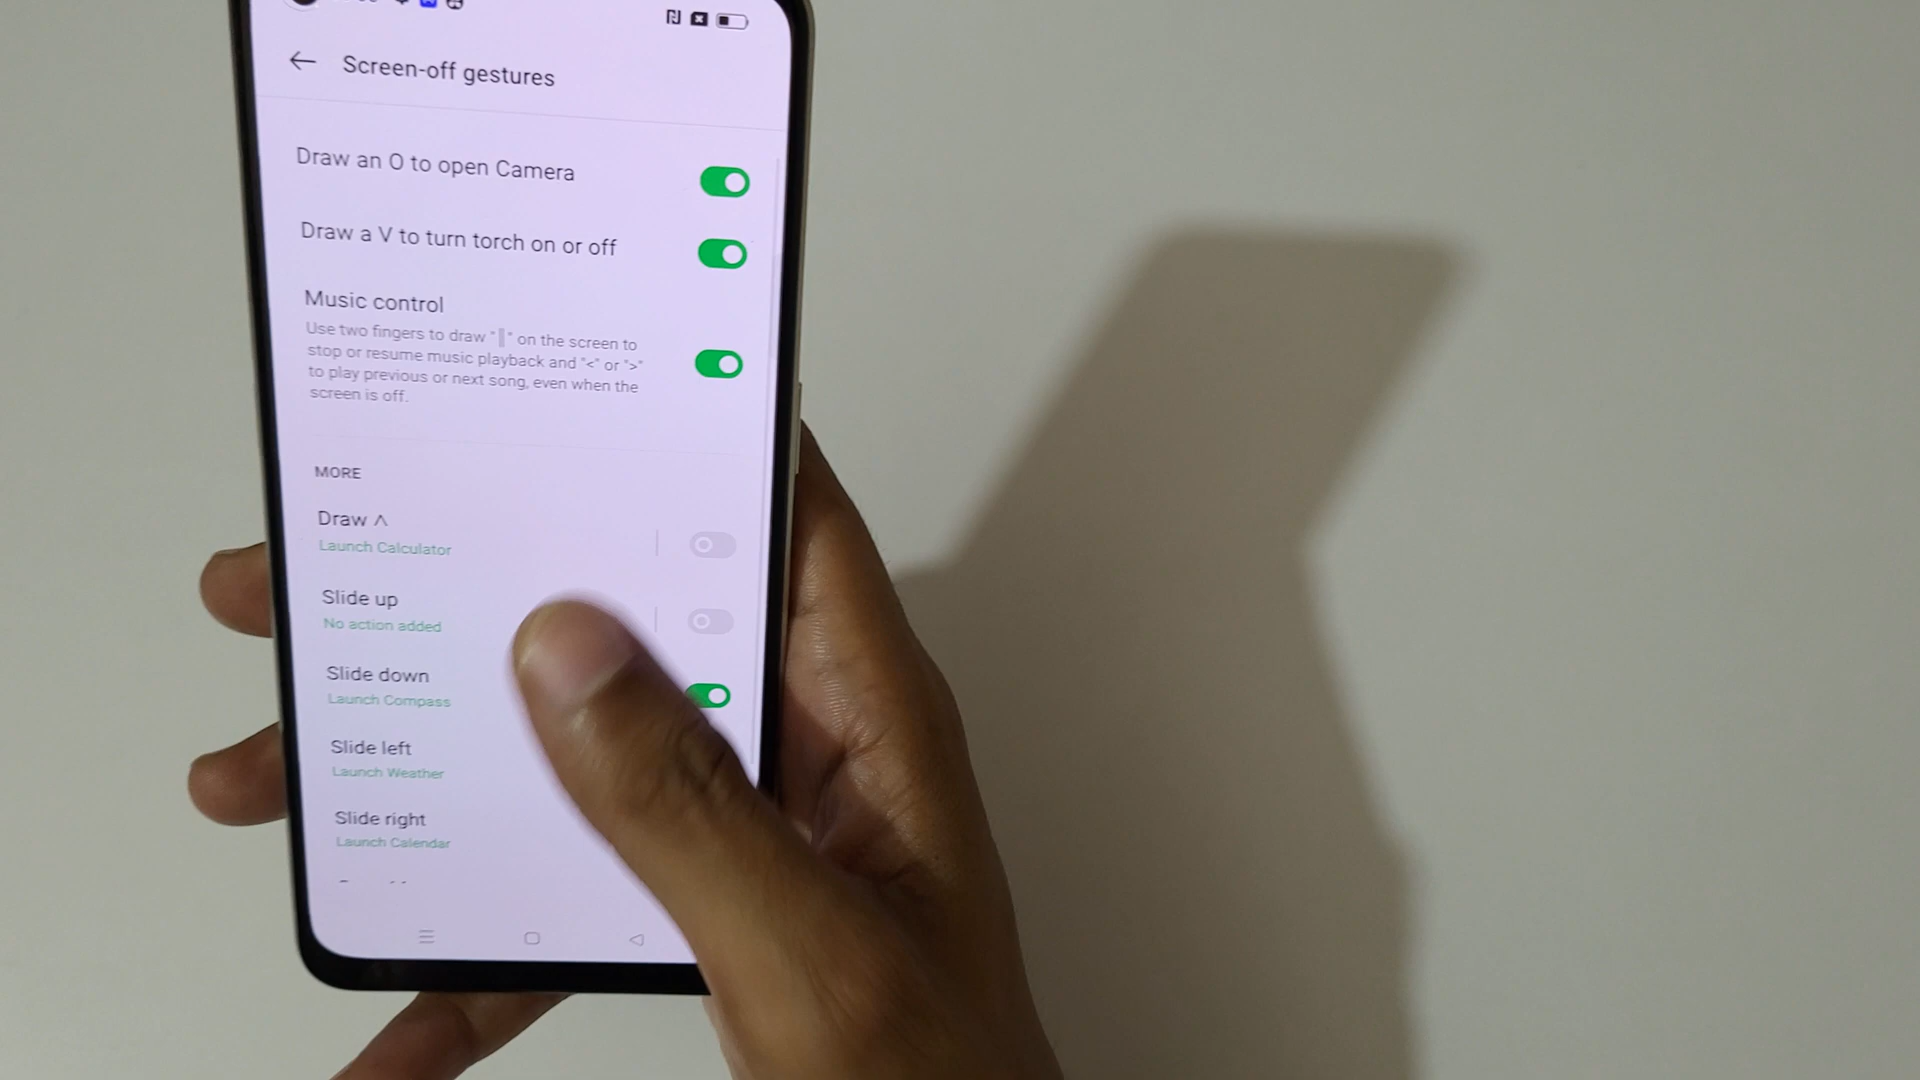 Screen-off gestures
Draw an O to open Camera
Draw a V to turn torch on or off
Music control
Use two fingers to draw "||" on the screen to
stop or resume music playback and "<" or ">"
to play previous or next song, even when the
screen is off.
MORE
Draw ∧
Launch Calculator
Slide up
No action added
Slide down
Launch Compass
Slide left
Launch Weather
Slide right
Launch Calendar